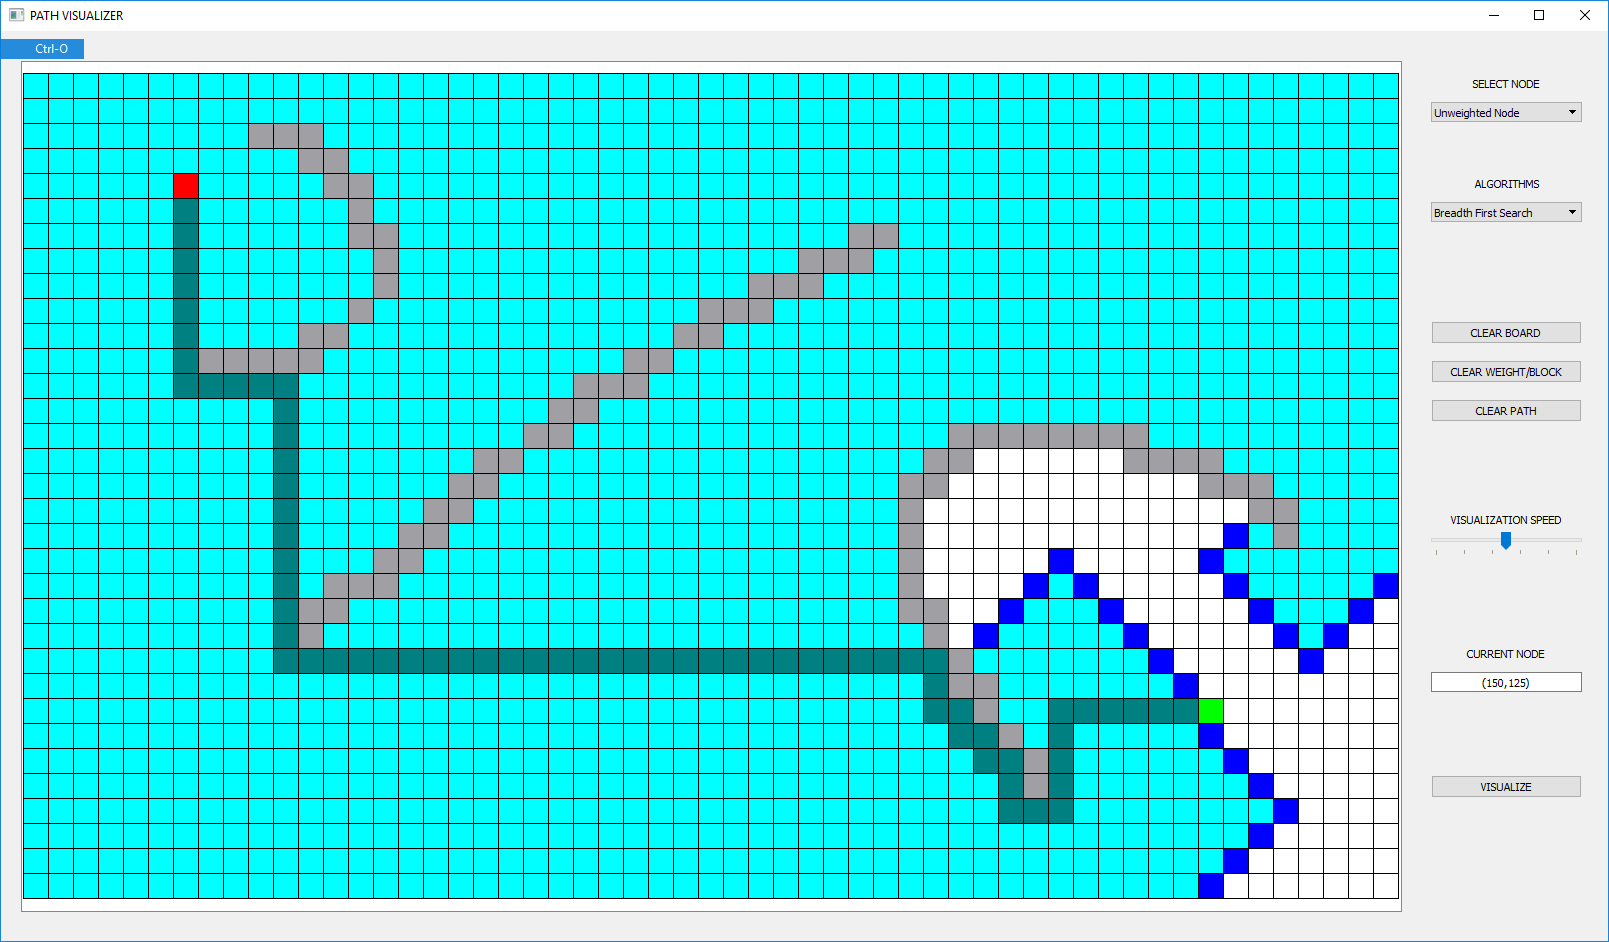 PATH VISUALIZER
Ctrl-O
SELECT NODE
Unweighted Node
ALGORITHMS
Breadth First Search
CLEAR BOARD
CLEAR WEIGHT/BLOCK
CLEAR PATH
VISUALIZATION SPEED
CURRENT NODE
(150,125)
VISUALIZE